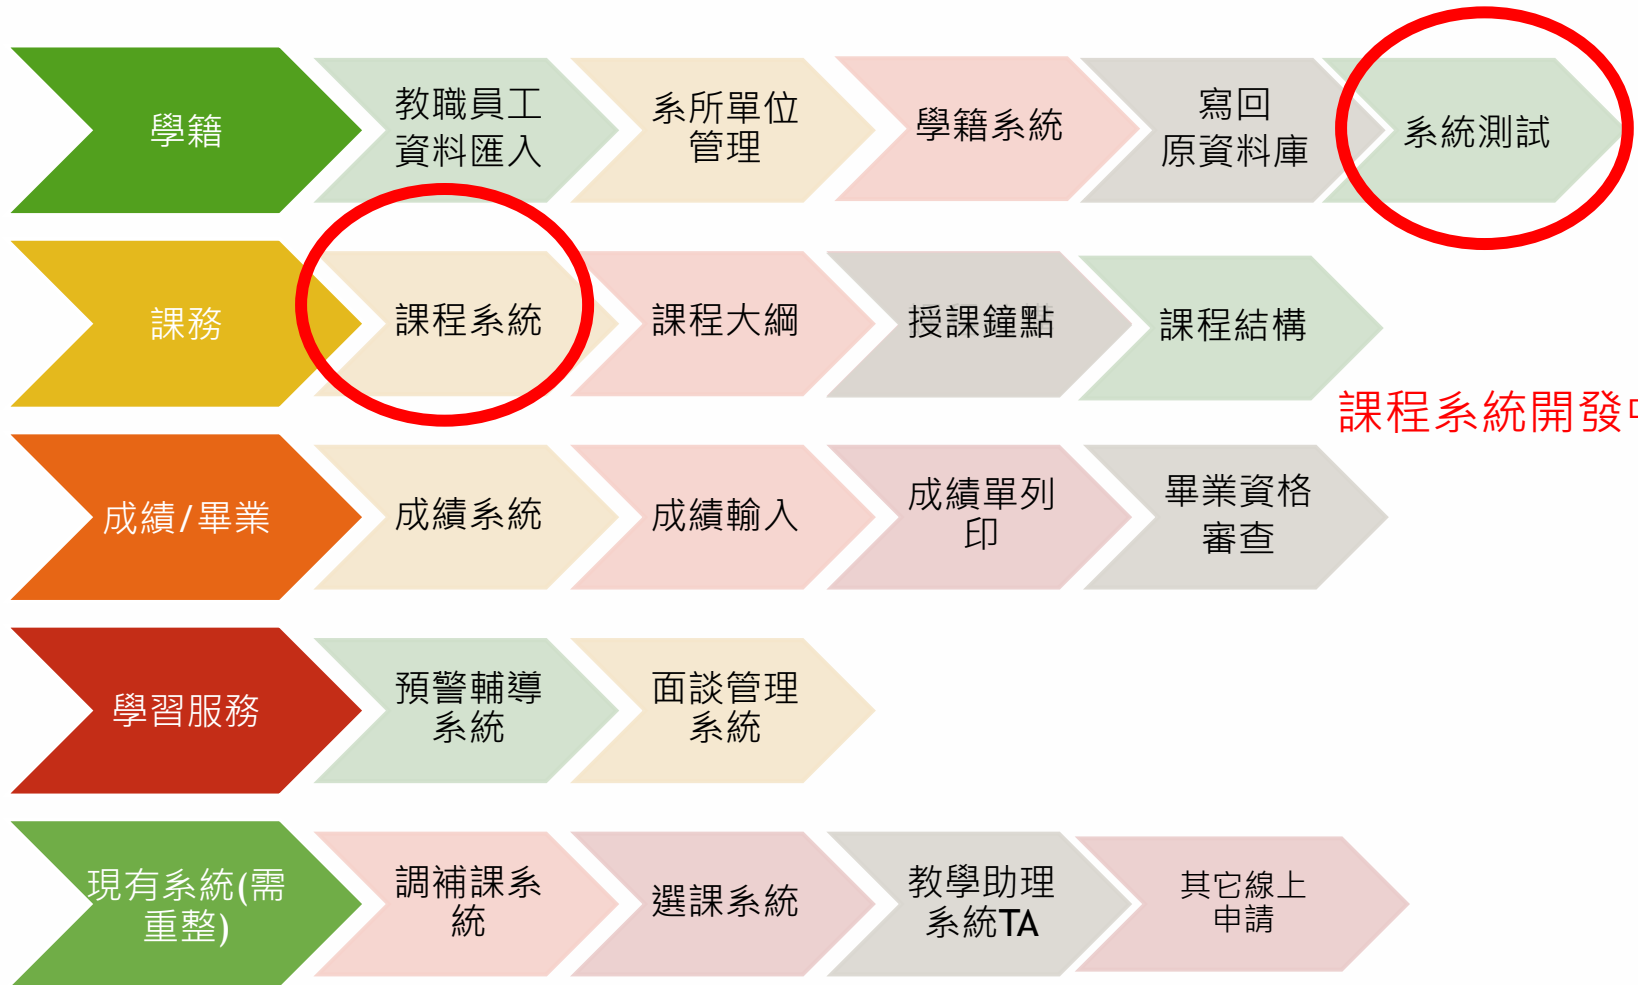 學籍
教職員工
資料匯入
系所單位
管理
學籍系統
寫回
原資料庫
系統測試
課務
課程系統
課程大綱
授課鐘點
課程結構
課程系統開發中
成績/畢業
成績系統
成績輸入
成績單列
印
畢業資格
審查
學習服務
預警輔導
系統
面談管理
系統
現有系統(需
重整)
調補課系
統
選課系統
教學助理
系統TA
其它線上
申請